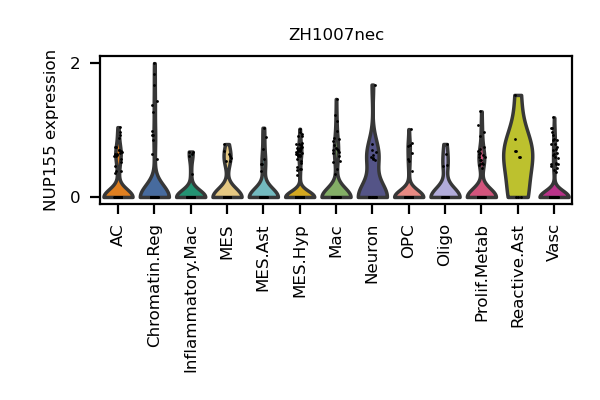 ZH1007nec
NUP155 expression
2
0
AC
Chromatin.Reg
Inflammatory.Mac
MES
MES.Ast
MES.Hyp
Mac
Neuron
OPC
Oligo
Prolif.Metab
Reactive.Ast
Vasc